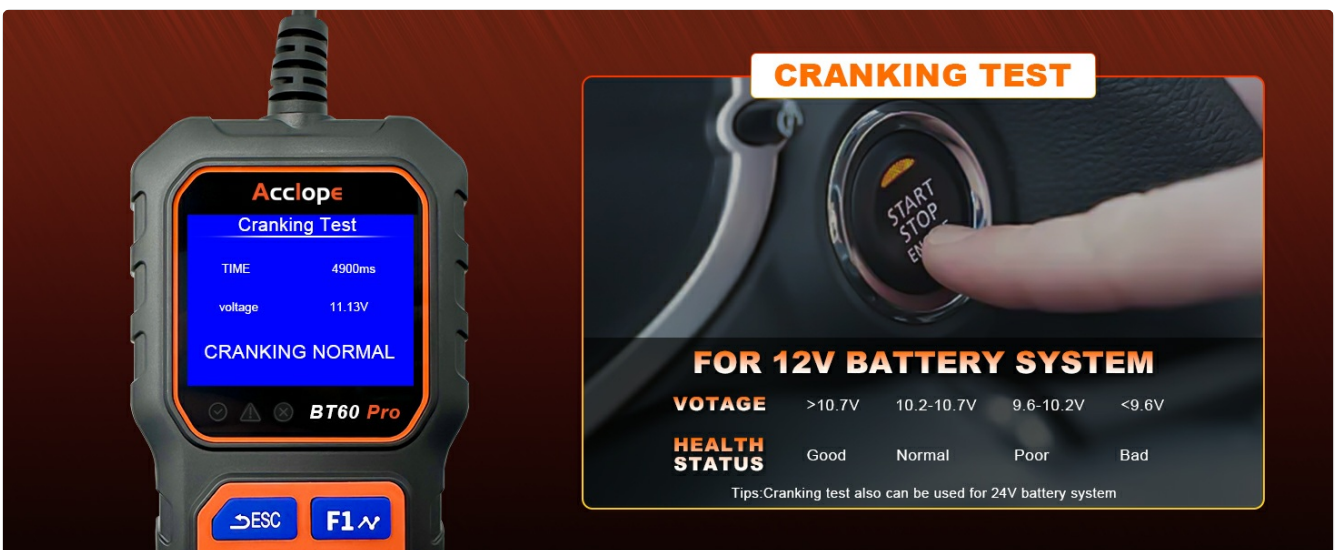 Acclope
Cranking Test
TIME 4900ms
voltage 11.13V
CRANKING NORMAL
BT60 Pro
ESC F1
CRANKING TEST
START
STOP
FOR 12V BATTERY SYSTEM
VOTAGE >10.7V 10.2-10.7V 9.6-10.2V <9.6V
HEALTH
STATUS Good Normal Poor Bad
Tips:Cranking test also can be used for 24V battery system